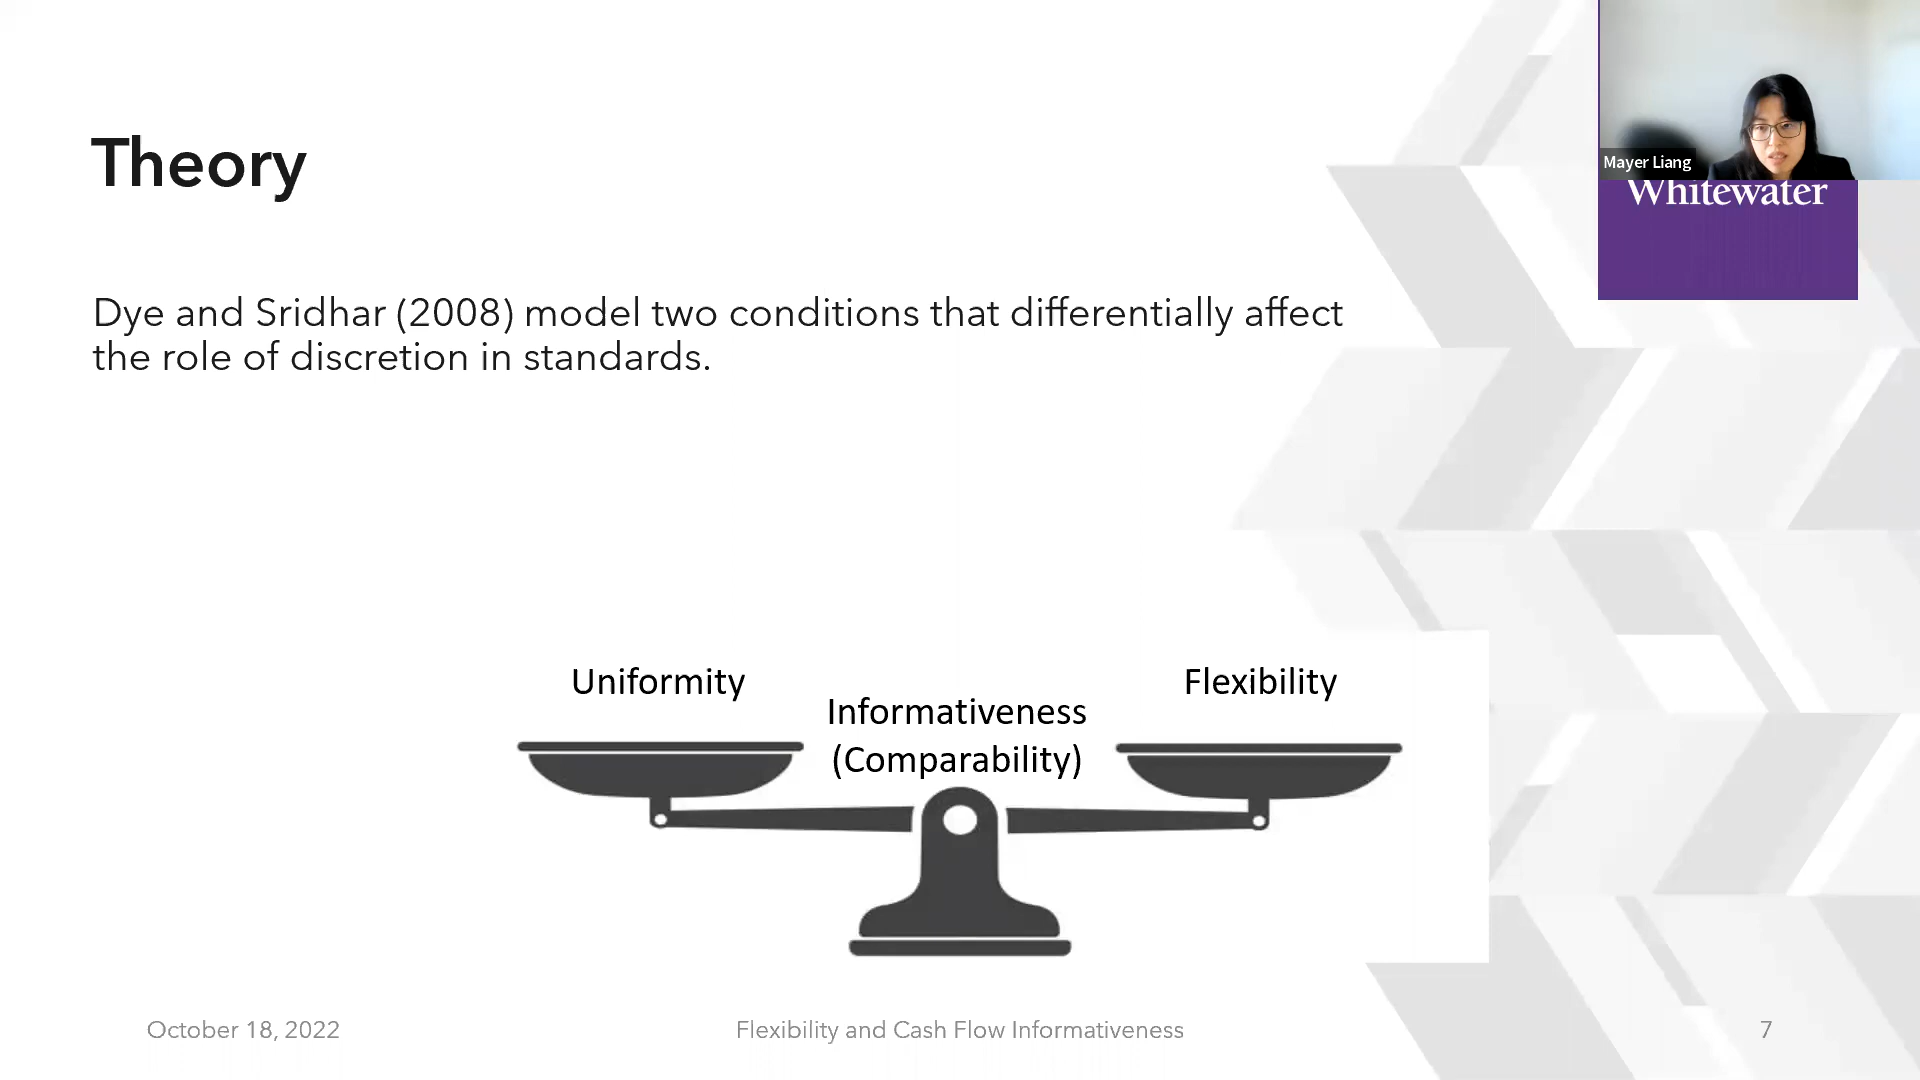 Theory
Mayer Liang
Whitewater
Dye and Sridhar (2008) model two conditions that differentially affect
the role of discretion in standards.
Uniformity
Flexibility
Informativeness
(Comparability)
October 18, 2022
Flexibility and Cash Flow Informativeness
7